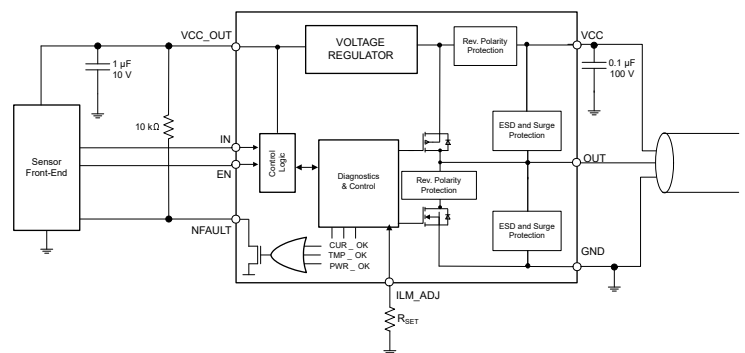 VCC_OUT
VOLTAGE
REGULATOR
Rev. Polarity
Protection
VCC
1 µF
10 V
0.1 µF
100 V
10 kΩ
ESD and Surge
Protection
IN
EN
Sensor
Front-End
Control
Logic
Diagnostics
& Control
OUT
Rev. Polarity
Protection
ESD and Surge
Protection
NFAULT
CUR_OK
TMP_OK
PWR_OK
GND
ILM_ADJ
RSET